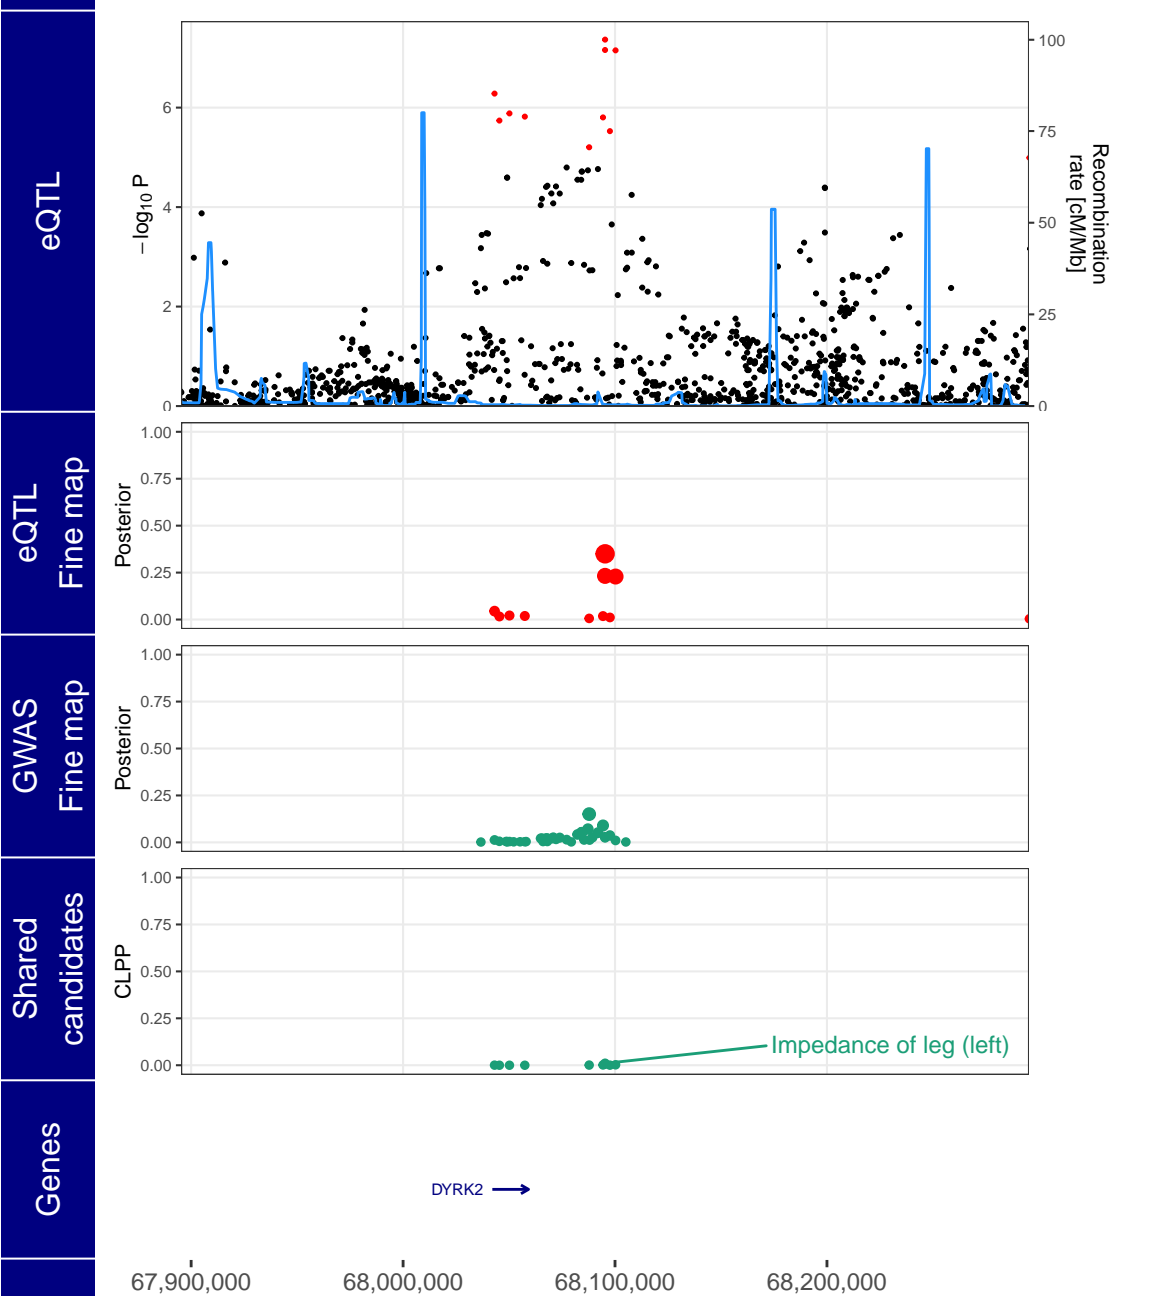 eQTL
−log10 P
6
4
2
0
100
75
50
25
0
Recombination
rate [cM/Mb]
eQTL
Fine map
Posterior
1.00
0.75
0.50
0.25
0.00
GWAS
Fine map
Posterior
1.00
0.75
0.50
0.25
0.00
Shared
candidates
CLPP
1.00
0.75
0.50
0.25
0.00
Impedance of leg (left)
Genes
DYRK2
67,900,000
68,000,000
68,100,000
68,200,000